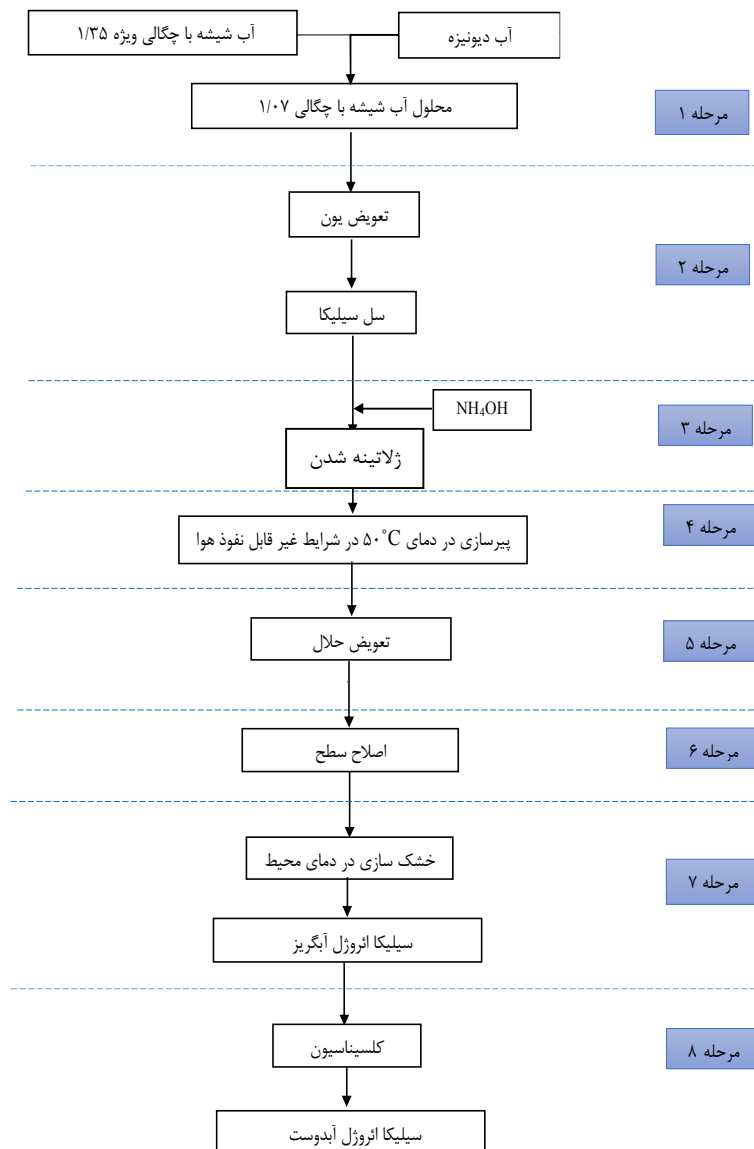 آب شیشه با چگالی ویژه ۱/۳۵
آب دیونیزه
محلول آب شیشه با چگالی ۱/۰۷
مرحله ۱
تعویض یون
مرحله ۲
سل سیلیکا
NH₄OH
مرحله ۳
ژلاتینه شدن
مرحله ۴
پیرسازی در دمای ۵۰˚C در شرایط غیر قابل نفوذ هوا
تعویض حلال
مرحله ۵
اصلاح سطح
مرحله ۶
خشک سازی در دمای محیط
مرحله ۷
سیلیکا ائروژل آبگریز
کلسیناسیون
مرحله ۸
سیلیکا ائروژل آبدوست